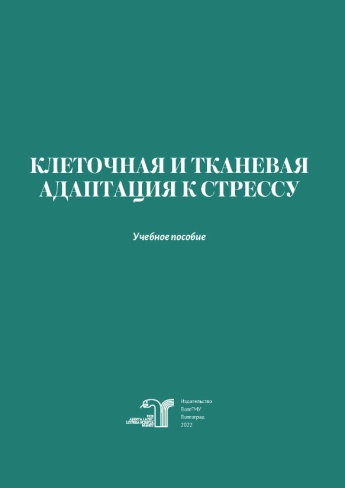 КЛЕТОЧНАЯ И ТКАНЕВАЯ
АДАПТАЦИЯ К СТРЕССУ
Учебное пособие
Издательство
ВолгГМУ
Волгоград
2022